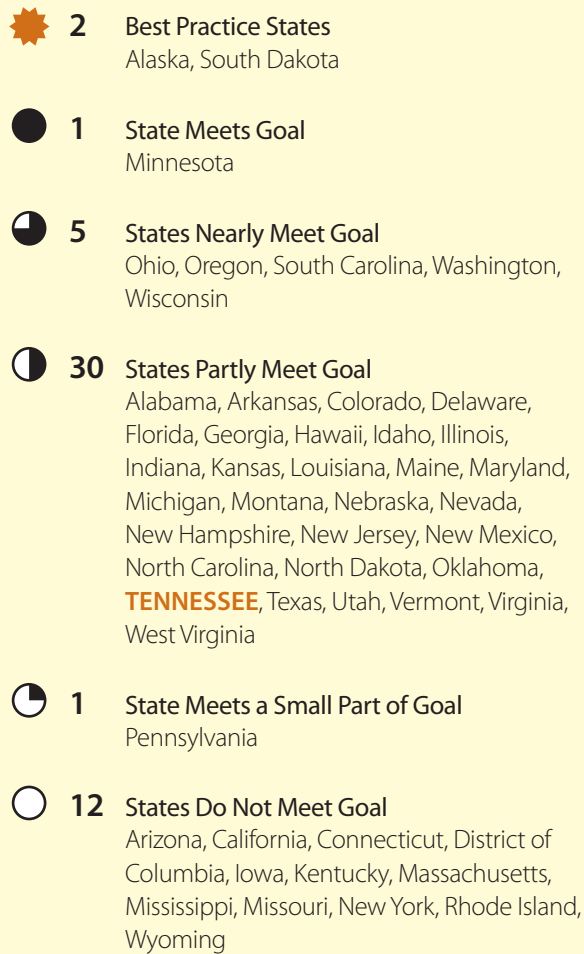 2 Best Practice States
Alaska, South Dakota
1 State Meets Goal
Minnesota
5 States Nearly Meet Goal
Ohio, Oregon, South Carolina, Washington,
Wisconsin
30 States Partly Meet Goal
Alabama, Arkansas, Colorado, Delaware,
Florida, Georgia, Hawaii, Idaho, Illinois,
Indiana, Kansas, Louisiana, Maine, Maryland,
Michigan, Montana, Nebraska, Nevada,
New Hampshire, New Jersey, New Mexico,
North Carolina, North Dakota, Oklahoma,
TENNESSEE, Texas, Utah, Vermont, Virginia,
West Virginia
1 State Meets a Small Part of Goal
Pennsylvania
12 States Do Not Meet Goal
Arizona, California, Connecticut, District of
Columbia, Iowa, Kentucky, Massachusetts,
Mississippi, Missouri, New York, Rhode Island,
Wyoming